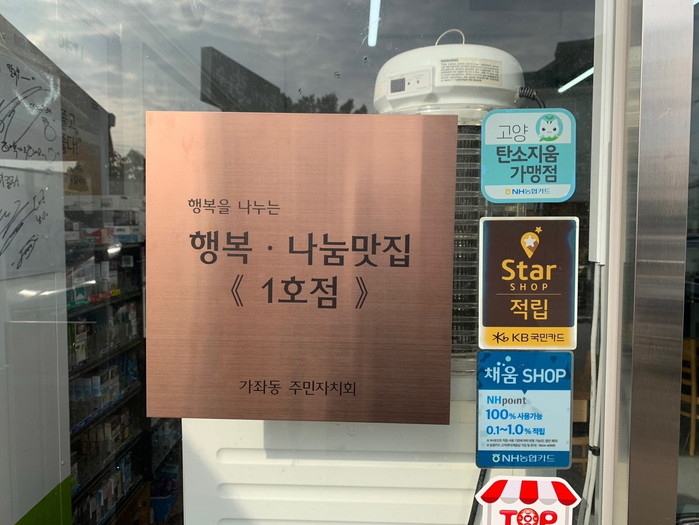 행복을 나누는
행복 · 나눔맛집
《 1호점 》
가좌동 주민자치회
고양
탄소지움
가맹점
NH농협카드
Star
SHOP
적립
KB국민카드
채움 SHOP
NHpoint
100% 사용가능
0.1~1.0% 적립
NH농협카드
TOP